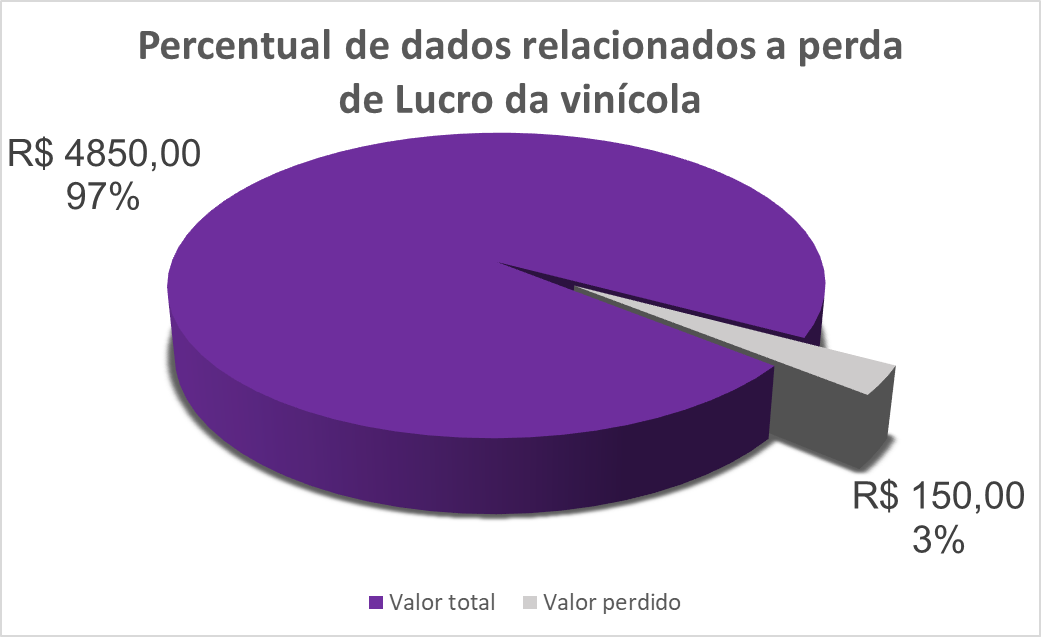 Percentual de dados relacionados a perda
de Lucro da vinícola
R$ 4850,00
97%
R$ 150,00
3%
Valor total
Valor perdido